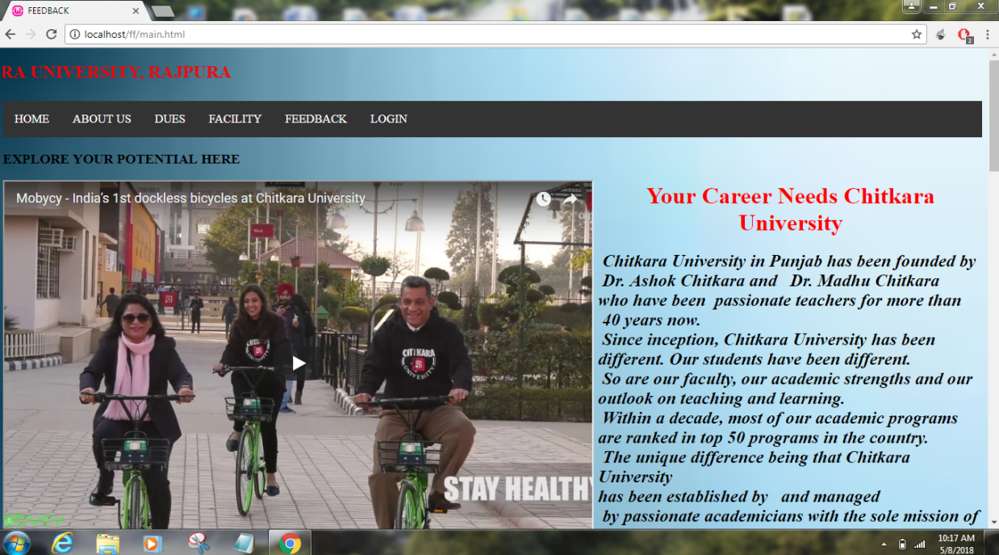 FEEDBACK
localhost/ff/main.html
2
RA UNIVERSITY, RAJPURA
HOME ABOUT US DUES FACILITY FEEDBACK LOGIN
EXPLORE YOUR POTENTIAL HERE
Mobycy - India's 1st dockless bicycles at Chitkara University
CHITKARA
UNIVERSITY
CHITKARA
UNIVERSITY
STAY HEALTHY
Your Career Needs Chitkara
University
Chitkara University in Punjab has been founded by
Dr. Ashok Chitkara and Dr. Madhu Chitkara
who have been passionate teachers for more than
40 years now.
Since inception, Chitkara University has been
different. Our students have been different.
So are our faculty, our academic strengths and our
outlook on teaching and learning.
Within a decade, most of our academic programs
are ranked in top 50 programs in the country.
The unique difference being that Chitkara
University
has been established by and managed
by passionate academicians with the sole mission of
10:17 AM
5/8/2018